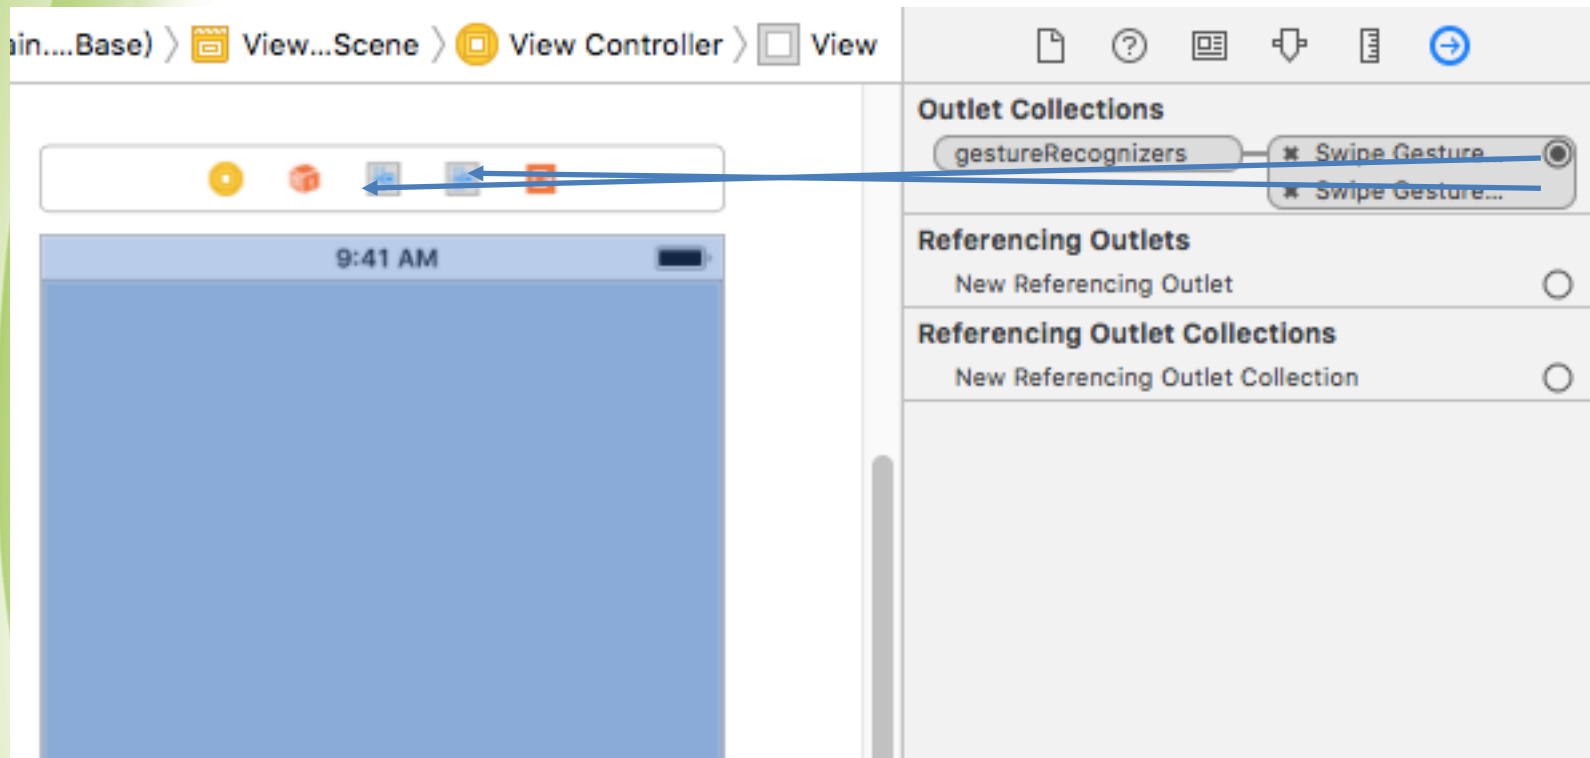 ain....Base) 〉 View...Scene 〉 View Controller 〉 View
Outlet Collections
gestureRecognizers
Swipe Gesture...
Swipe Gesture...
9:41 AM
Referencing Outlets
New Referencing Outlet
Referencing Outlet Collections
New Referencing Outlet Collection